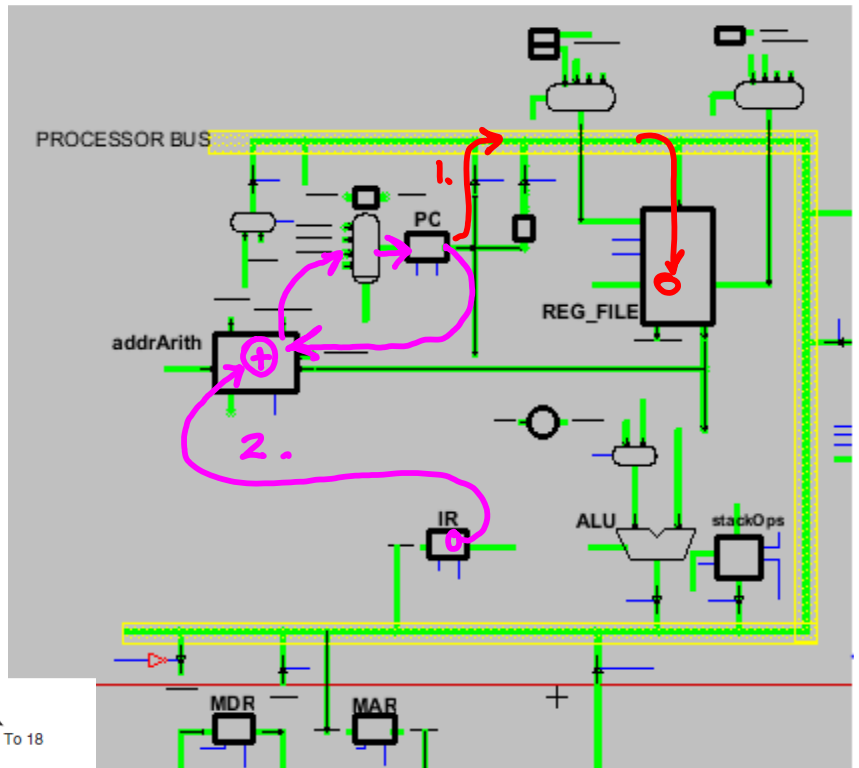 PROCESSOR BUS
1.
PC
REG_FILE
addrArith
+
2.
IR
ALU
stackOps
MDR
MAR
To 18